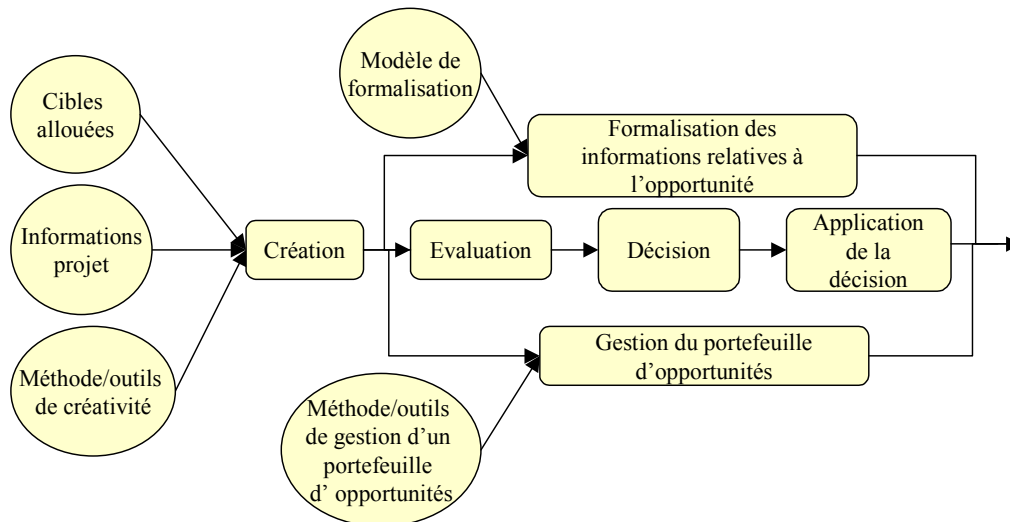 Modèle de
formalisation
Cibles
allouées
Formalisation des
informations relatives à
l'opportunité
Informations
projet
Création
Evaluation
Décision
Application
de la
décision
Méthode/outils
de créativité
Gestion du portefeuille
d'opportunités
Méthode/outils
de gestion d'un
portefeuille
d' opportunités